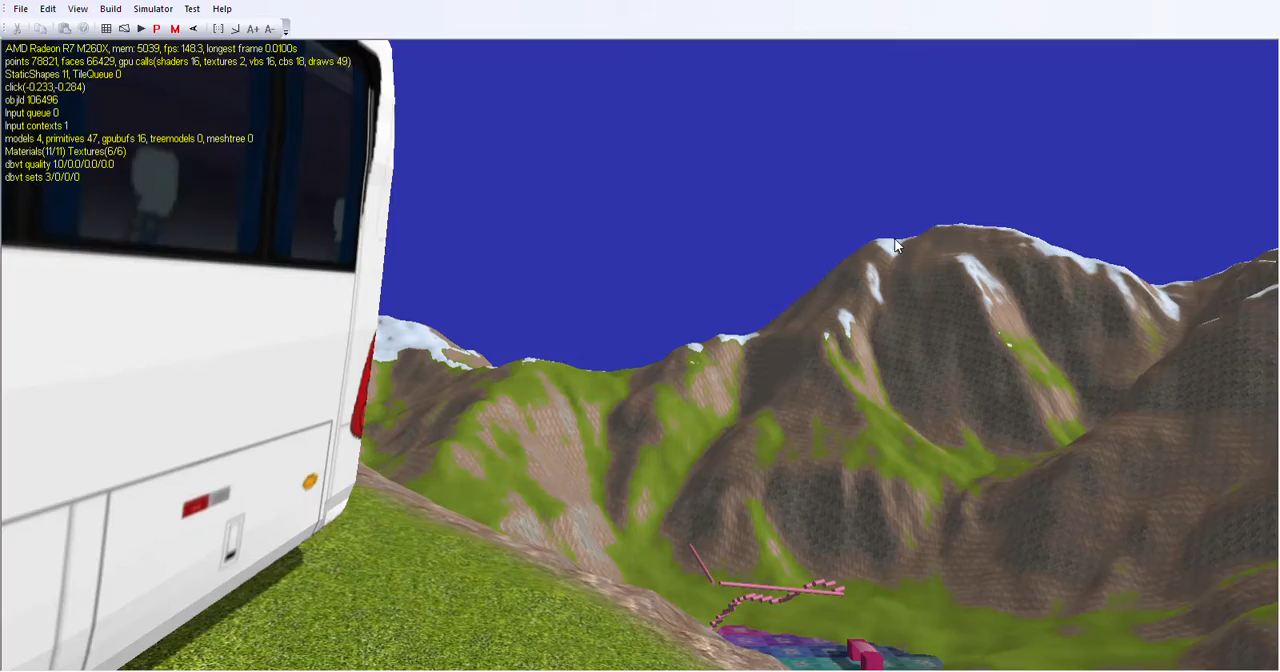 File Edit View Build Simulator Test Help
P M A+ A-
AMD Radeon R7 M260X, mem: 5039, fps: 148.3, longest frame 0.0100s
points 78821, faces 66429, gpu calls(shaders 16, textures 2, vbs 16, cbs 18, draws 49)
StaticShapes 11, TileQueue 0
click(-0.233,-0.284)
objId 106496
Input queue 0
Input contexts 1
models 4, primitives 47, gpubufs 16, treemodels 0, meshtree 0
Materials(11/11) Textures(6/6)
dbvt quality 1.0/0.0/0.0/0.0
dbvt sets 3/0/0/0